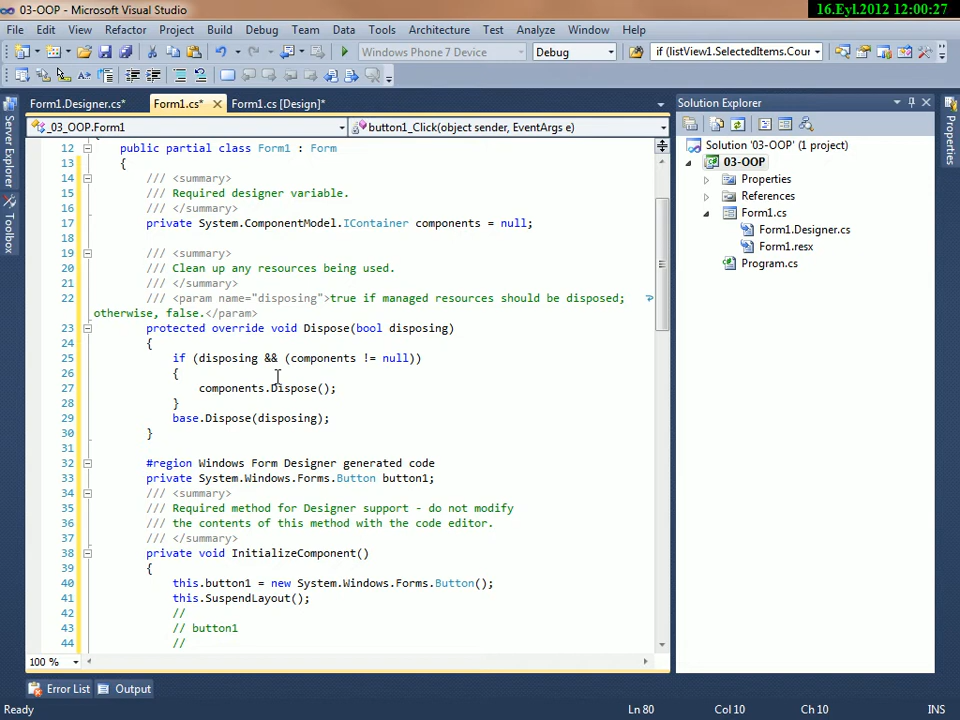 03-OOP - Microsoft Visual Studio
16.Eyl.2012 12:00:27
File Edit View Refactor Project Build Debug Team Data Tools Architecture Test Analyze Window Help
Windows Phone 7 Device Debug if (listView1.SelectedItems.Cour
Form1.Designer.cs* Form1.cs* Form1.cs [Design]*
_03_OOP.Form1 button1_Click(object sender, EventArgs e)
12 public partial class Form1 : Form
13 {
14 /// <summary>
15 /// Required designer variable.
16 /// </summary>
17 private System.ComponentModel.IContainer components = null;
18
19 /// <summary>
20 /// Clean up any resources being used.
21 /// </summary>
22 /// <param name="disposing">true if managed resources should be disposed;
otherwise, false.</param>
23 protected override void Dispose(bool disposing)
24 {
25 if (disposing && (components != null))
26 {
27 components.Dispose();
28 }
29 base.Dispose(disposing);
30 }
31
32 #region Windows Form Designer generated code
33 private System.Windows.Forms.Button button1;
34 /// <summary>
35 /// Required method for Designer support - do not modify
36 /// the contents of this method with the code editor.
37 /// </summary>
38 private void InitializeComponent()
39 {
40 this.button1 = new System.Windows.Forms.Button();
41 this.SuspendLayout();
42 //
43 // button1
44 //
100 %
Server Explorer
Toolbox
Solution Explorer
Solution '03-OOP' (1 project)
03-OOP
Properties
References
Form1.cs
Form1.Designer.cs
Form1.resx
Program.cs
Properties
Error List Output
Ready Ln 80 Col 10 Ch 10 INS